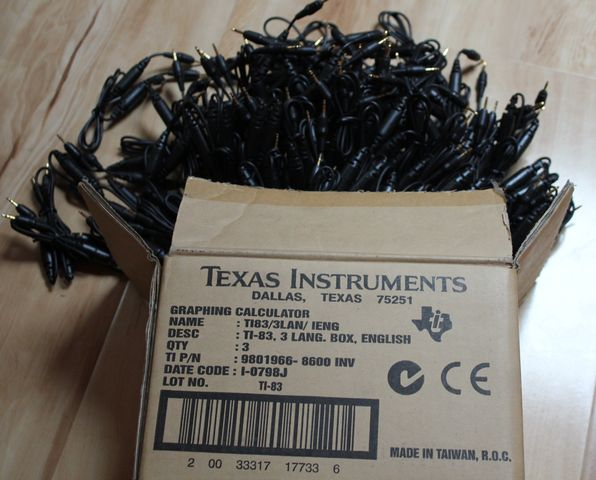 TEXAS INSTRUMENTS
DALLAS, TEXAS 75251
GRAPHING CALCULATOR
NAME : TI83/3LAN/ IENG
DESC : TI-83, 3 LANG. BOX, ENGLISH
QTY : 3
TI P/N : 9801966- 8600 INV
DATE CODE : I-0798J
LOT NO. TI-83
CE
2 00 33317 17733 6
MADE IN TAIWAN, R.O.C.